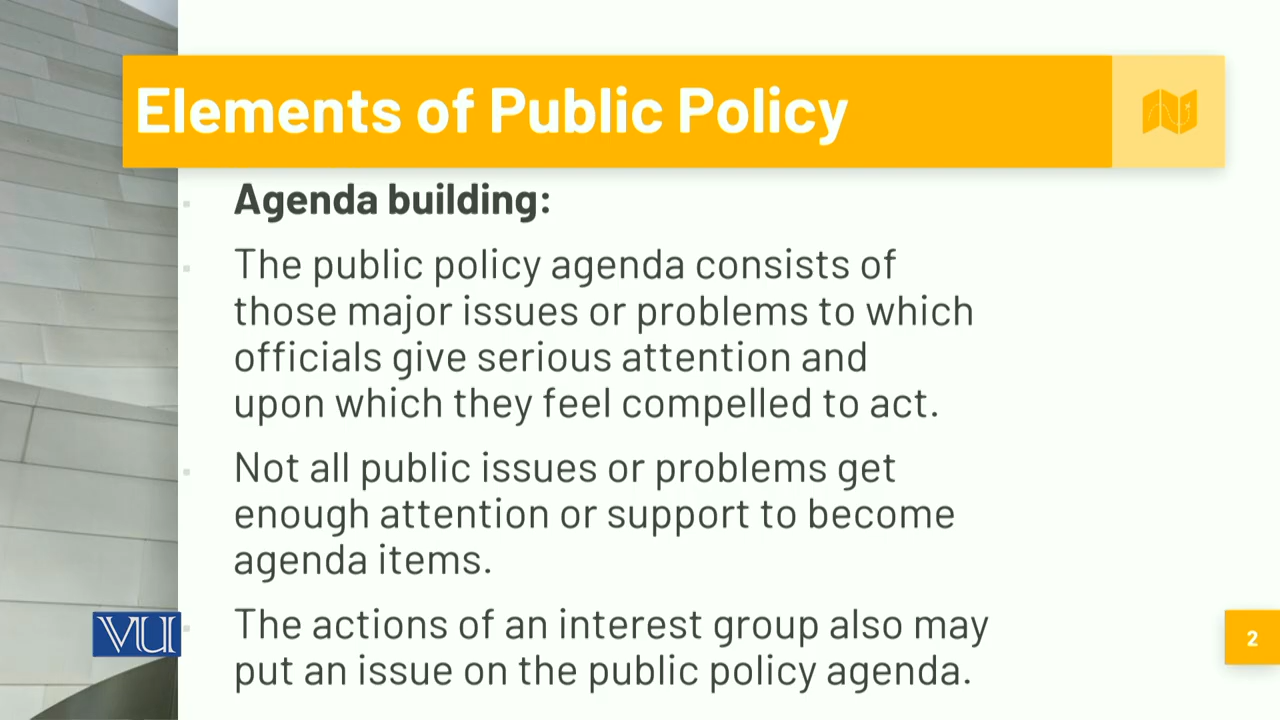 Elements of Public Policy
Agenda building:
The public policy agenda consists of
those major issues or problems to which
officials give serious attention and
upon which they feel compelled to act.
Not all public issues or problems get
enough attention or support to become
agenda items.
The actions of an interest group also may
put an issue on the public policy agenda.
VU
2